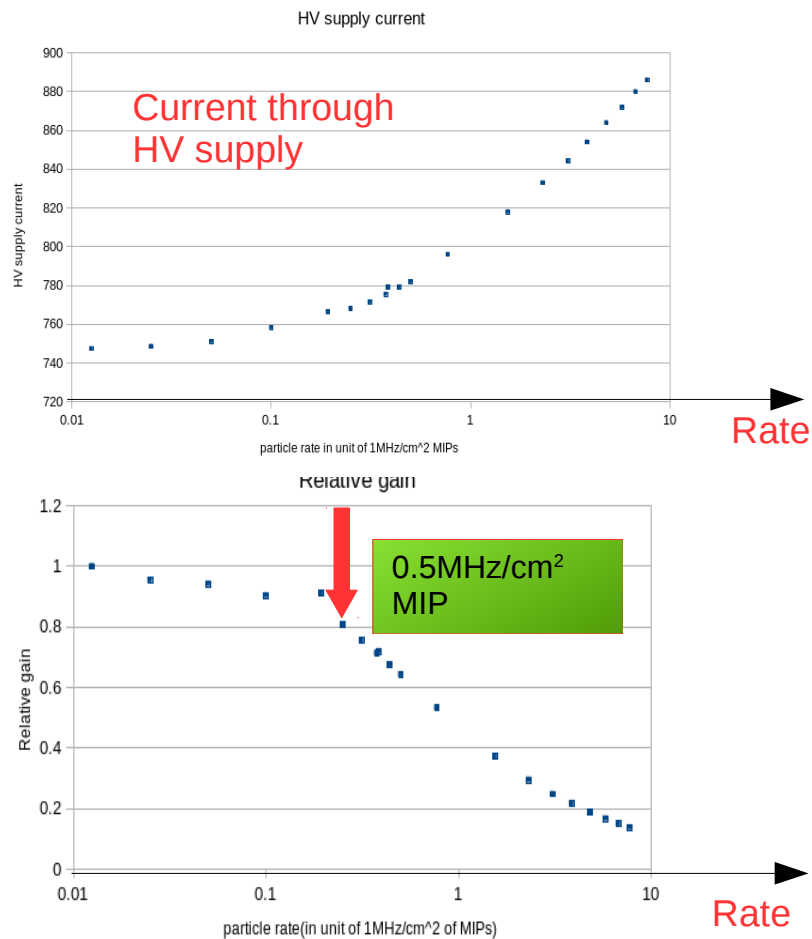 HV supply current
900
880
860
840
820
800
780
760
740
720
HV supply current
Current through
HV supply
0.01
0.1
1
10
particle rate in unit of 1MHz/cm^2 MIPs
Rate
Relative gain
1.2
1
0.8
0.6
0.4
0.2
0
Relative gain
0.5MHz/cm²
MIP
0.01
0.1
1
10
particle rate(in unit of 1MHz/cm^2 of MIPs)
Rate